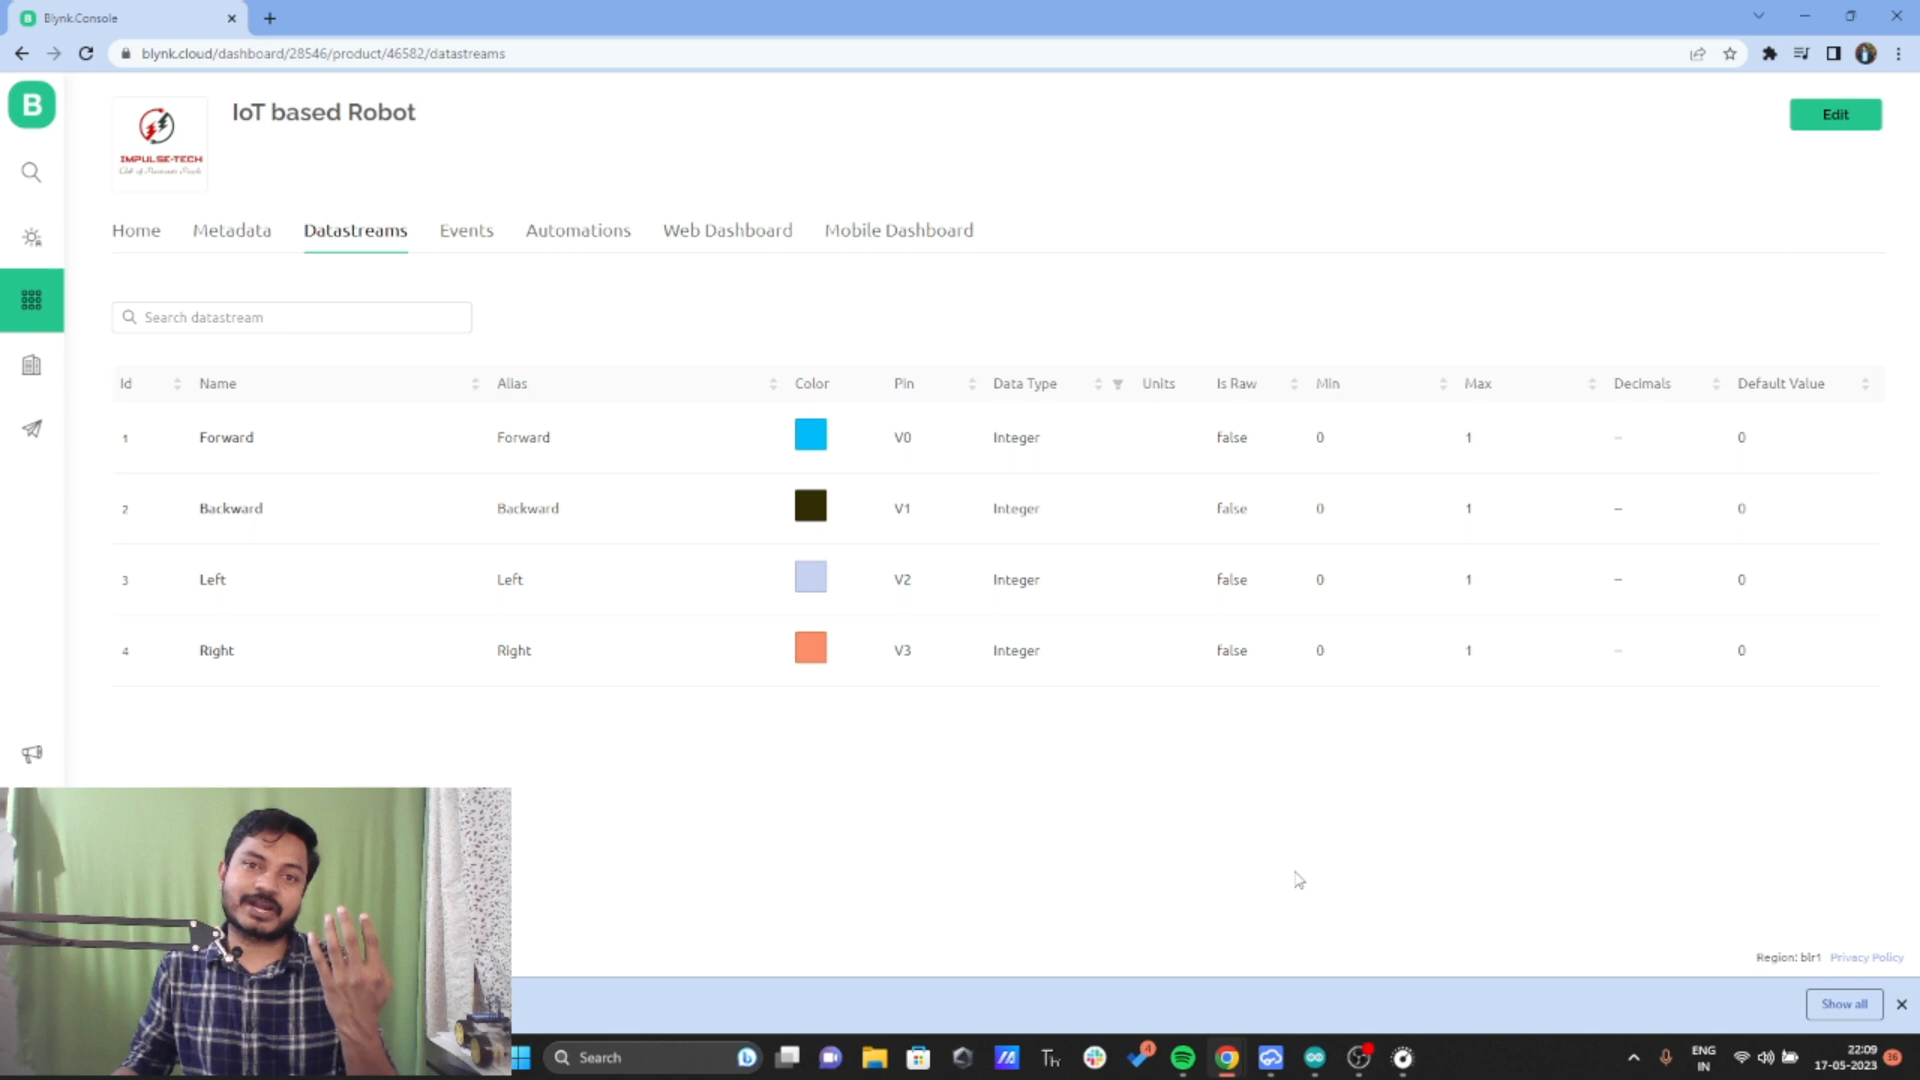 Blynk.Console
blynk.cloud/dashboard/28546/product/46582/datastreams
B
IoT based Robot
Edit
IMPULSE-TECH
Home Metadata Datastreams Events Automations Web Dashboard Mobile Dashboard
Search datastream
Id Name Alias Color Pin Data Type Units Is Raw Min Max Decimals Default Value
1 Forward Forward V0 Integer false 0 1 – 0
2 Backward Backward V1 Integer false 0 1 – 0
3 Left Left V2 Integer false 0 1 – 0
4 Right Right V3 Integer false 0 1 – 0
Region: blr1 Privacy Policy
Show all
Search
Th
4
ENG
IN
22:09
17-05-2023
36